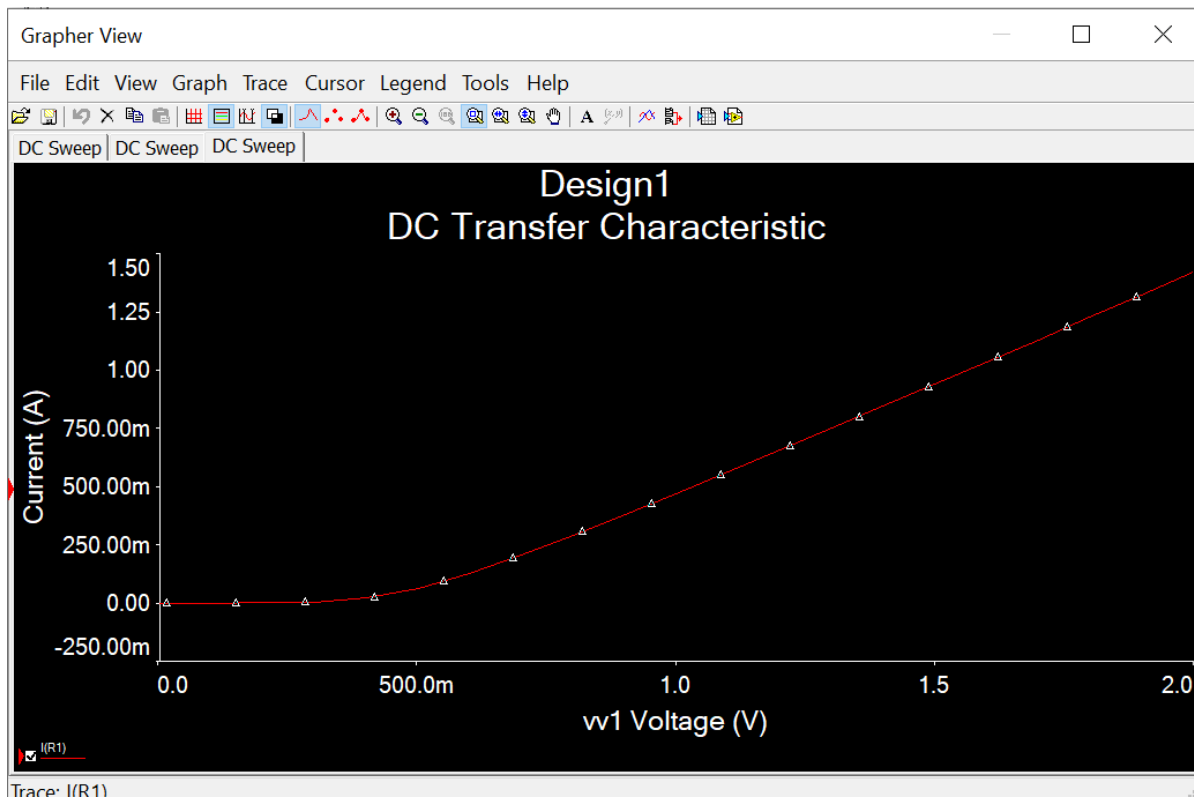 Grapher View
File Edit View Graph Trace Cursor Legend Tools Help
A (x,y)
DC Sweep DC Sweep DC Sweep
Design1
DC Transfer Characteristic
Current (A)
1.50
1.25
1.00
750.00m
500.00m
250.00m
0.00
-250.00m
0.0 500.0m 1.0 1.5 2.0
vv1 Voltage (V)
I(R1)
Trace: I(R1)